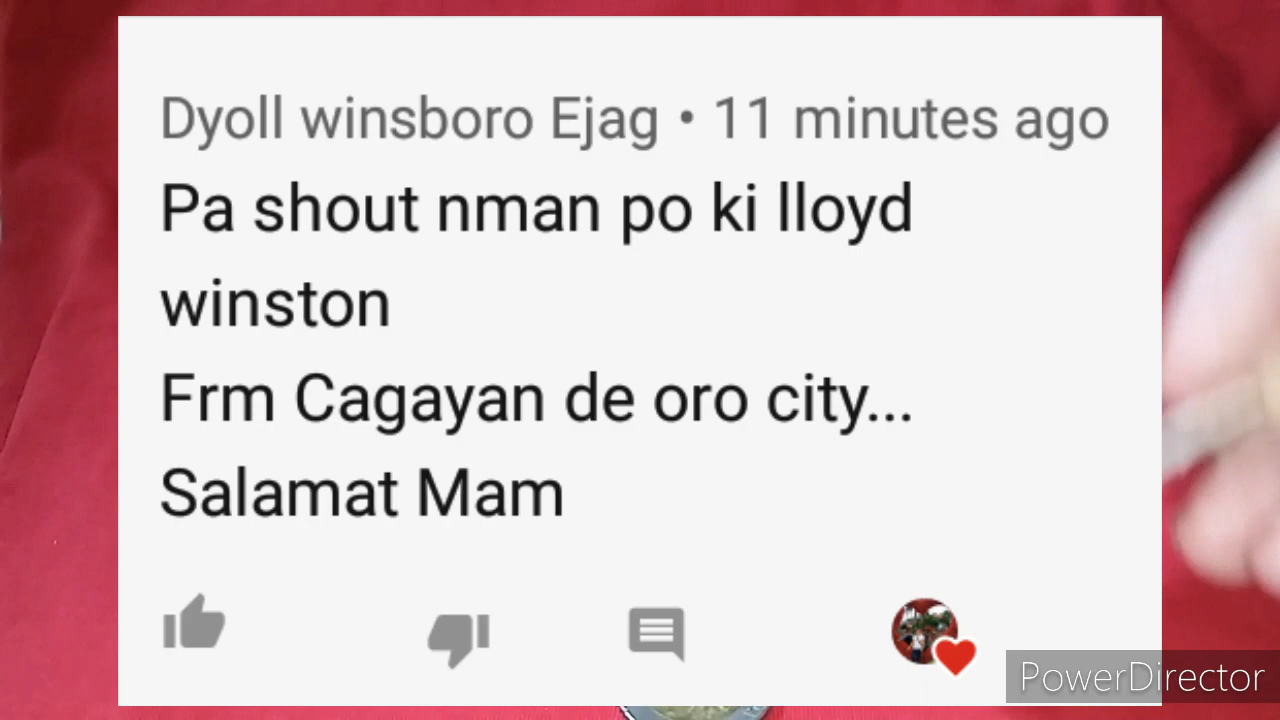 Dyoll winsboro Ejag • 11 minutes ago
Pa shout nman po ki lloyd
winston
Frm Cagayan de oro city...
Salamat Mam
PowerDirector